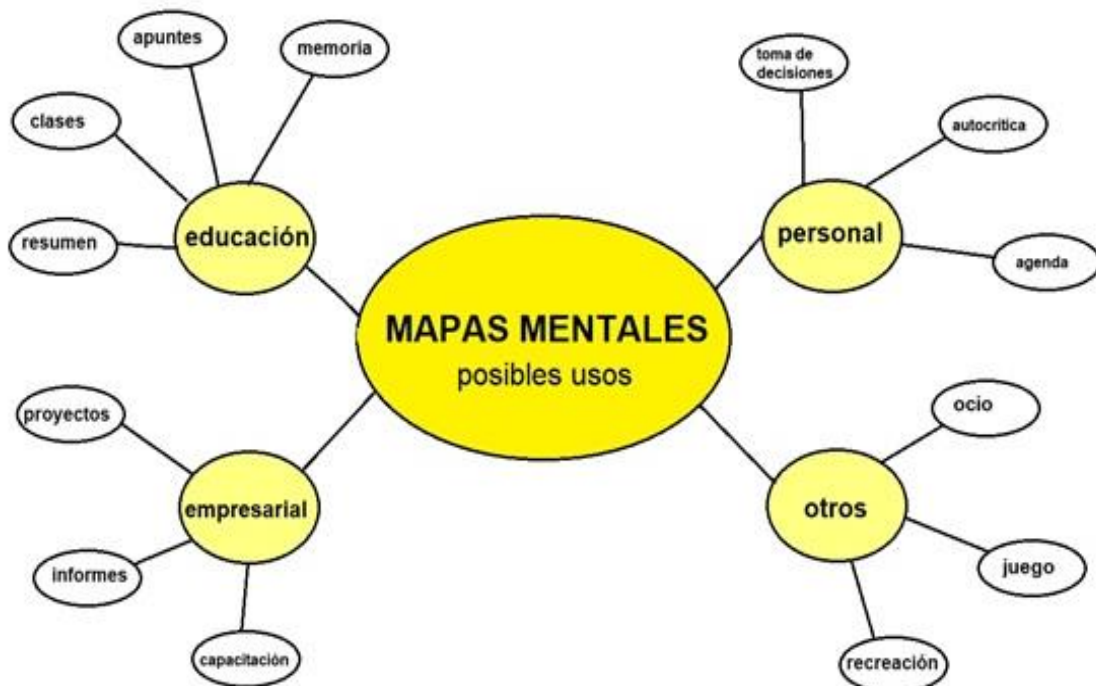 MAPAS MENTALES
posibles usos
educación
apuntes
memoria
clases
resumen
personal
toma de
decisiones
autocrítica
agenda
empresarial
proyectos
informes
capacitación
otros
ocio
juego
recreación